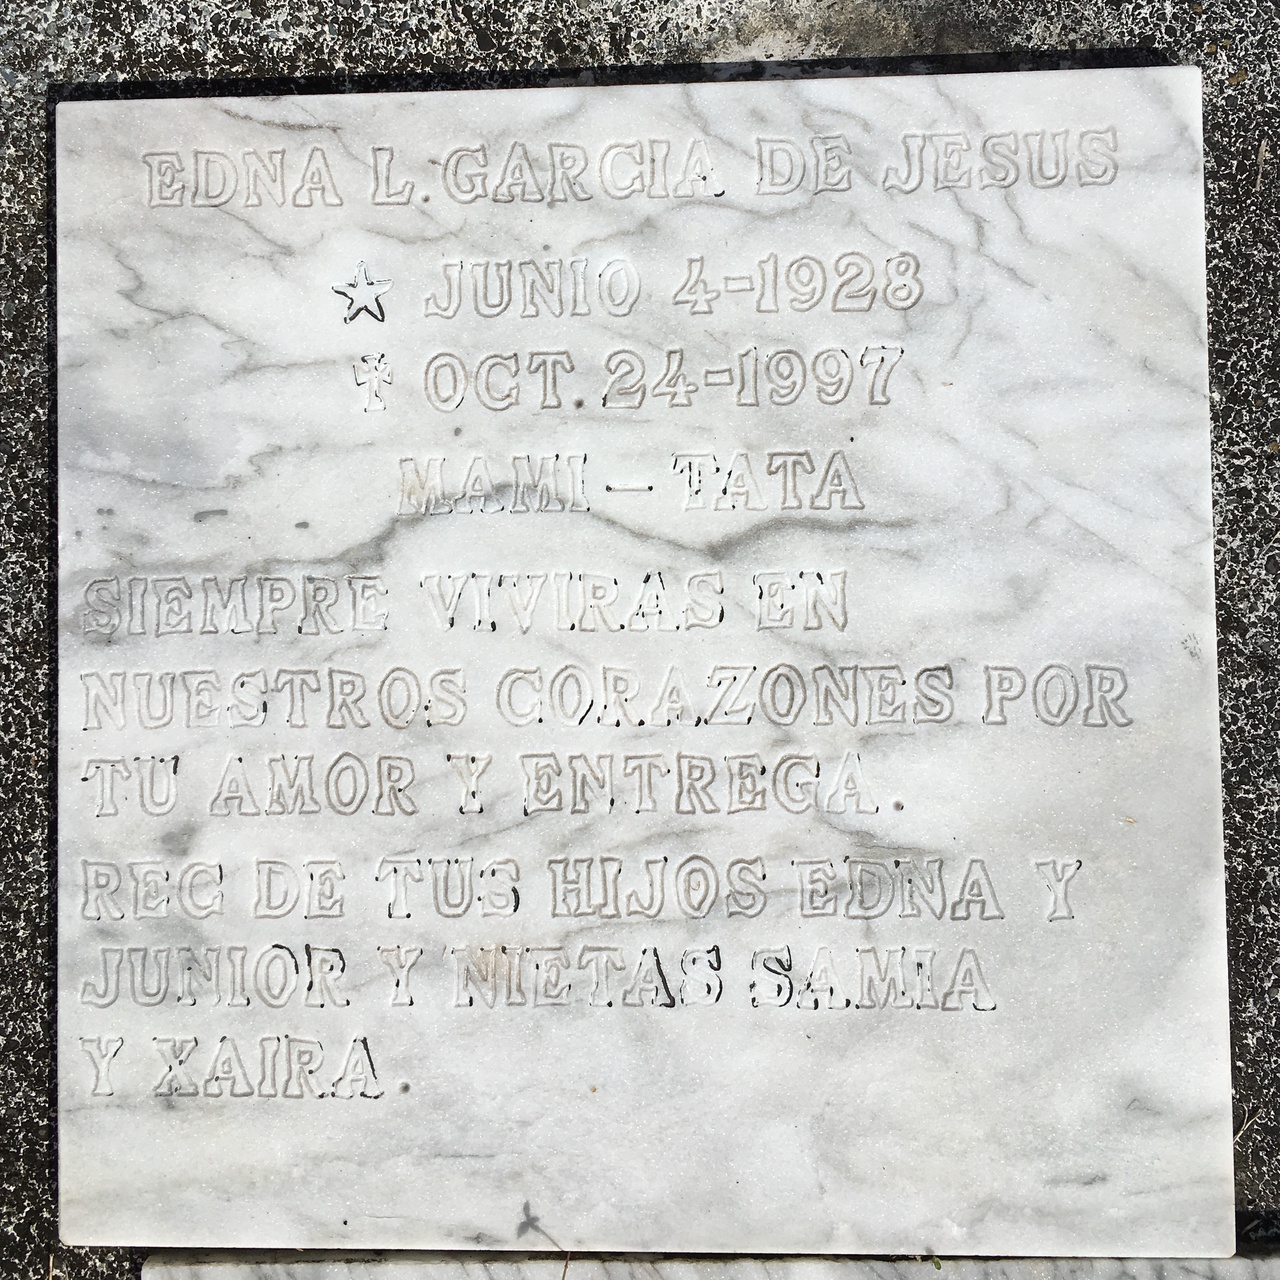 EDNA L. GARCIA DE JESUS
★ JUNIO 4-1928
✝ OCT. 24-1997
MAMI — TATA
SIEMPRE VIVIRAS EN
NUESTROS CORAZONES POR
TU AMOR Y ENTREGA.
REC DE TUS HIJOS EDNA Y
JUNIOR Y NIETAS SAMIA
Y XAIRA.